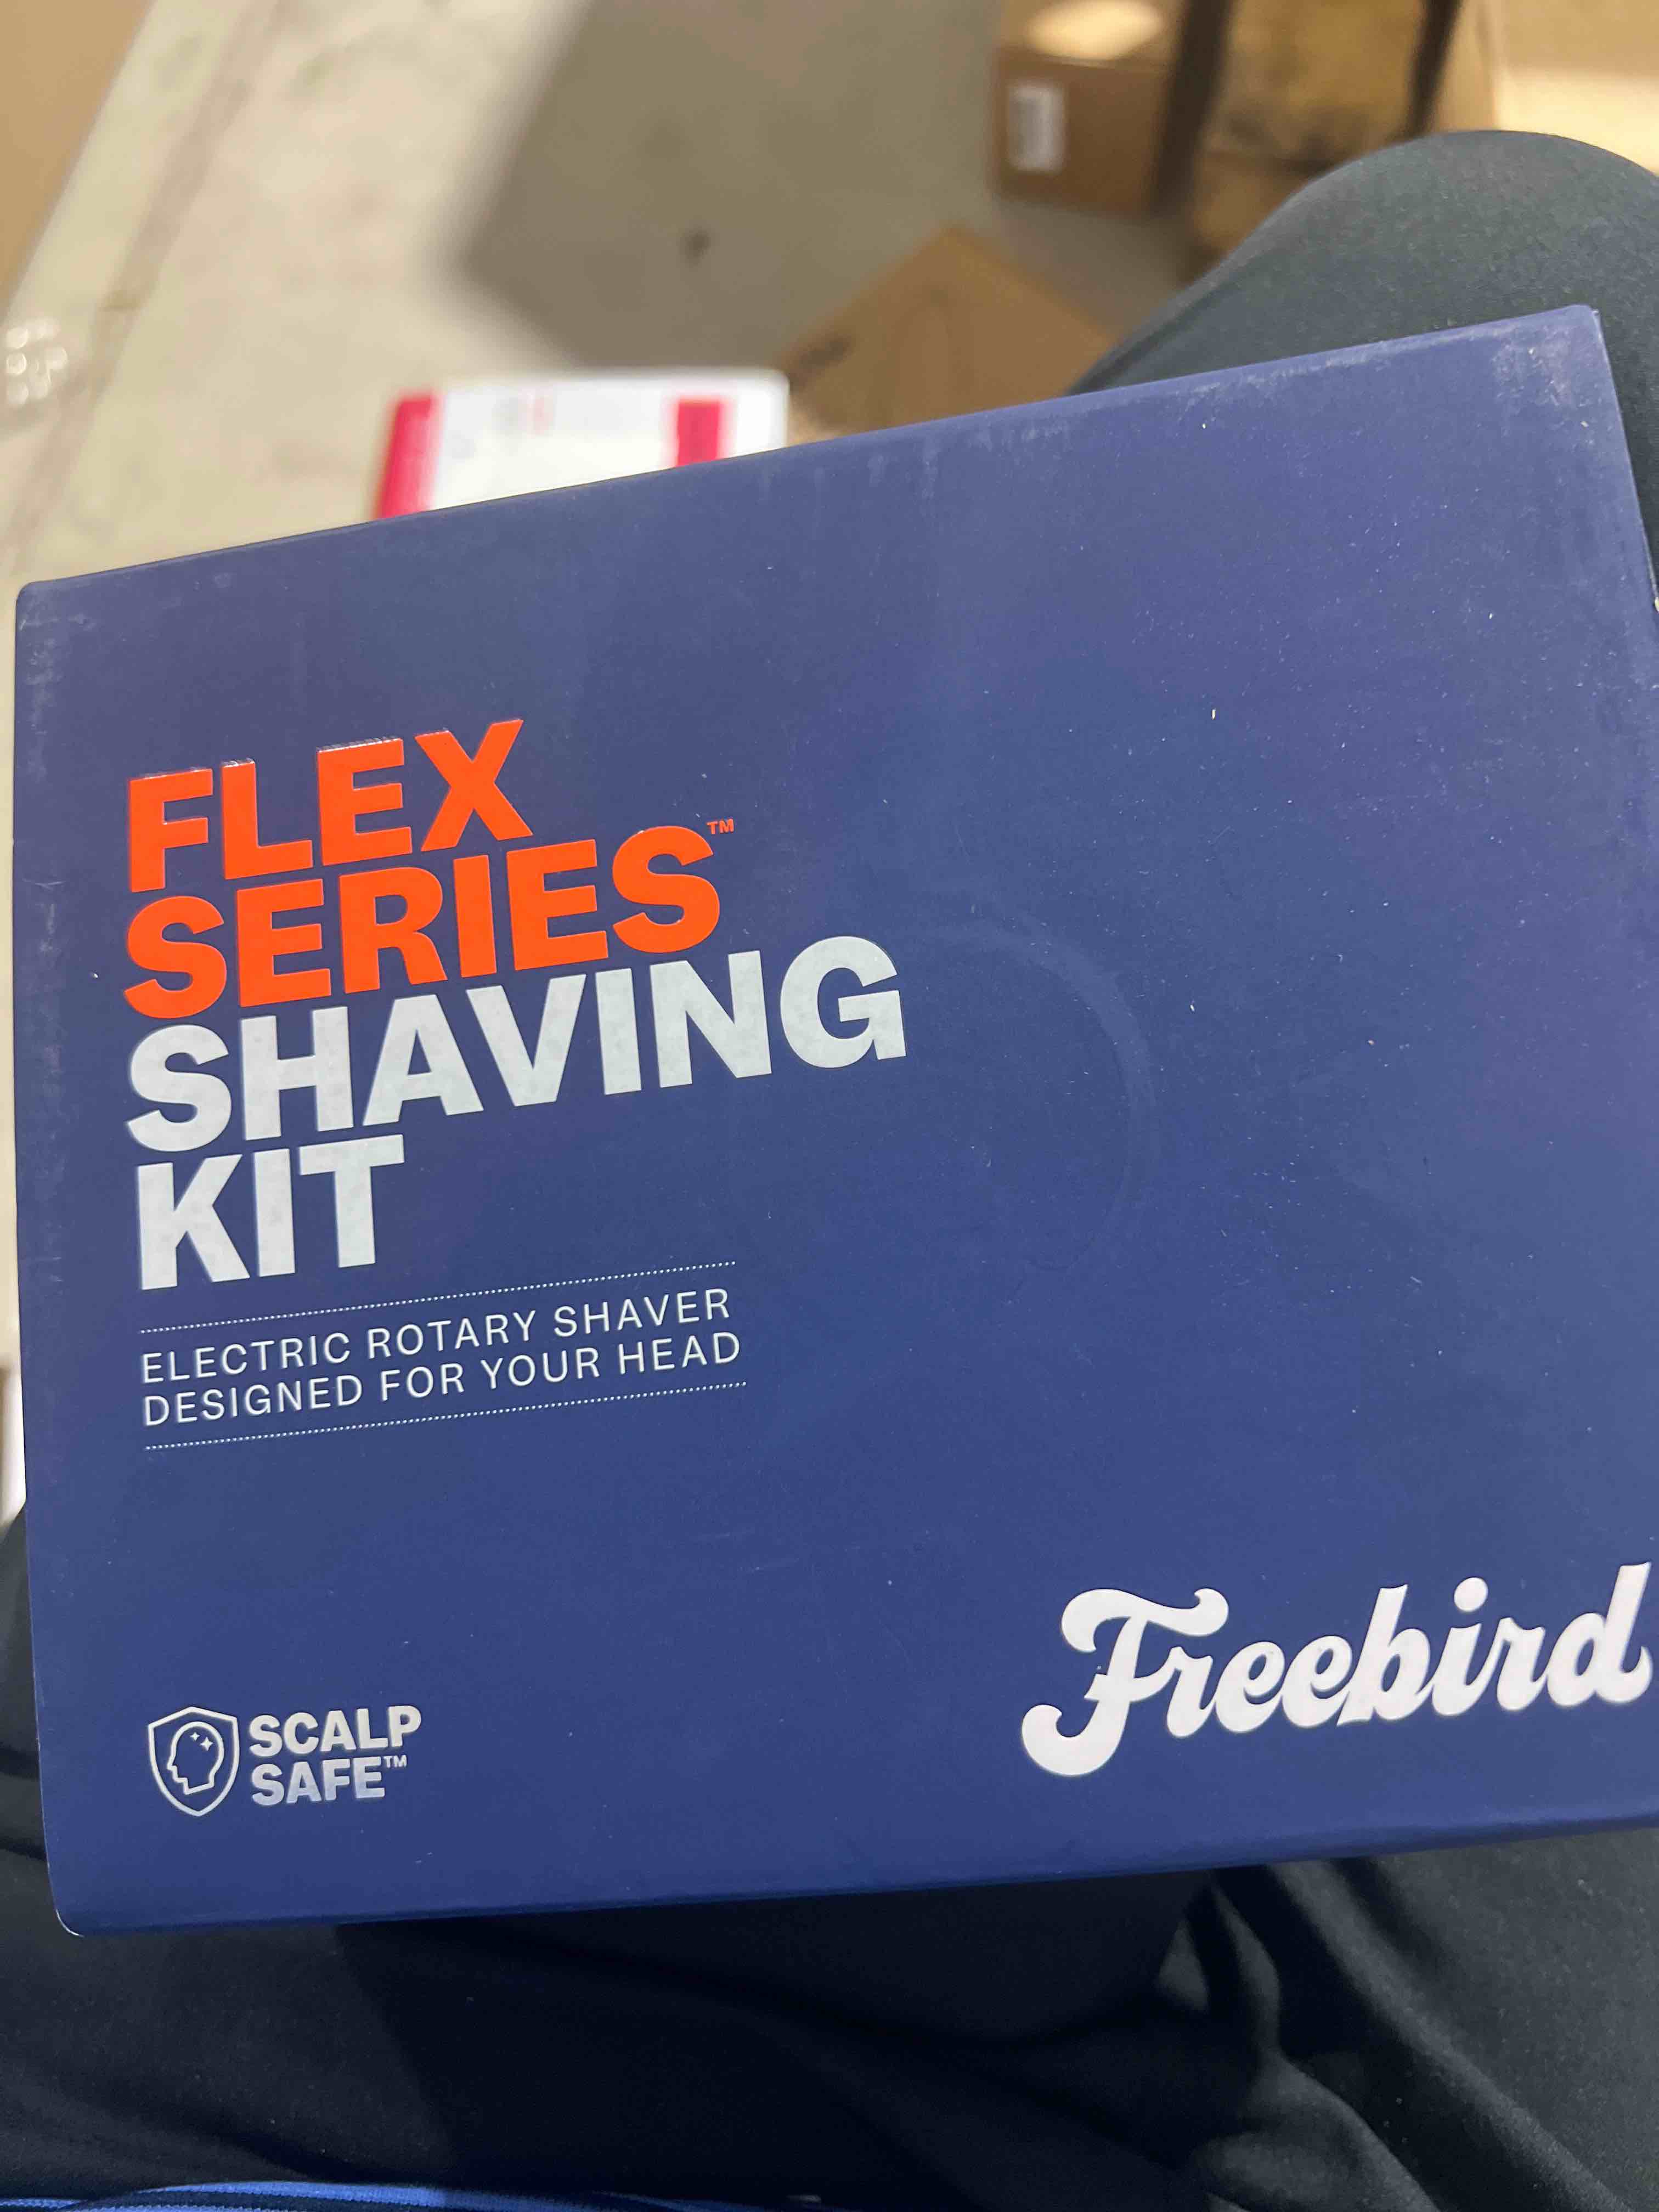 FLEX
SERIES™
SHAVING
KIT
ELECTRIC ROTARY SHAVER
DESIGNED FOR YOUR HEAD
SCALP
SAFE™
Freebird